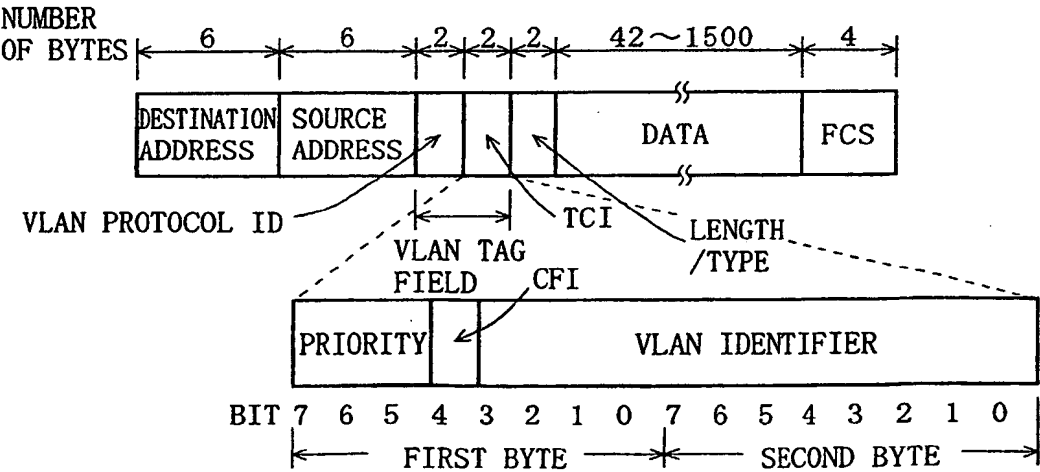 NUMBER
OF BYTES
6 6 2 2 2 42〜1500 4
DESTINATION
ADDRESS
SOURCE
ADDRESS
DATA
FCS
VLAN PROTOCOL ID
TCI
LENGTH
/TYPE
VLAN TAG
FIELD
CFI
PRIORITY
VLAN IDENTIFIER
BIT 7 6 5 4 3 2 1 0 7 6 5 4 3 2 1 0
FIRST BYTE SECOND BYTE